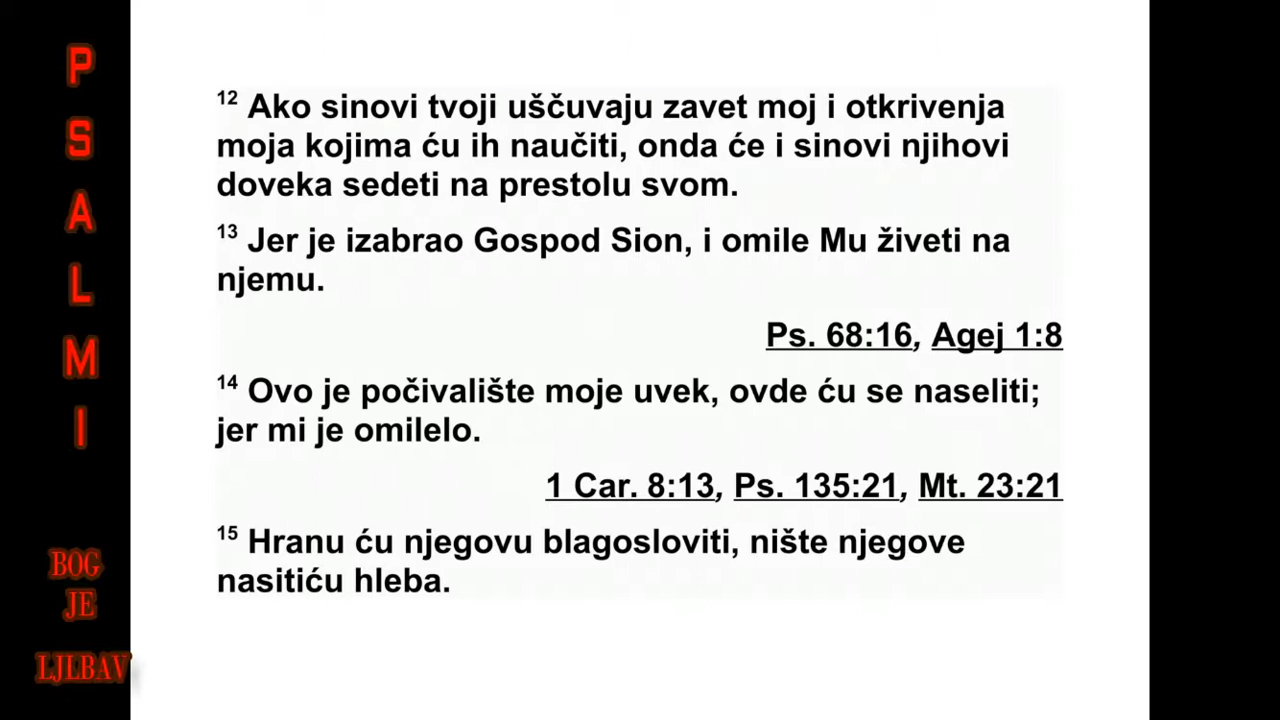 PSALMI
BOG
JE
LJLBAV
12 Ako sinovi tvoji uščuvaju zavet moj i otkrivenja
moja kojima ću ih naučiti, onda će i sinovi njihovi
doveka sedeti na prestolu svom.
13 Jer je izabrao Gospod Sion, i omile Mu živeti na
njemu.
Ps. 68:16, Agej 1:8
14 Ovo je počivalište moje uvek, ovde ću se naseliti;
jer mi je omilelo.
1 Car. 8:13, Ps. 135:21, Mt. 23:21
15 Hranu ću njegovu blagosloviti, nište njegove
nasitiću hleba.